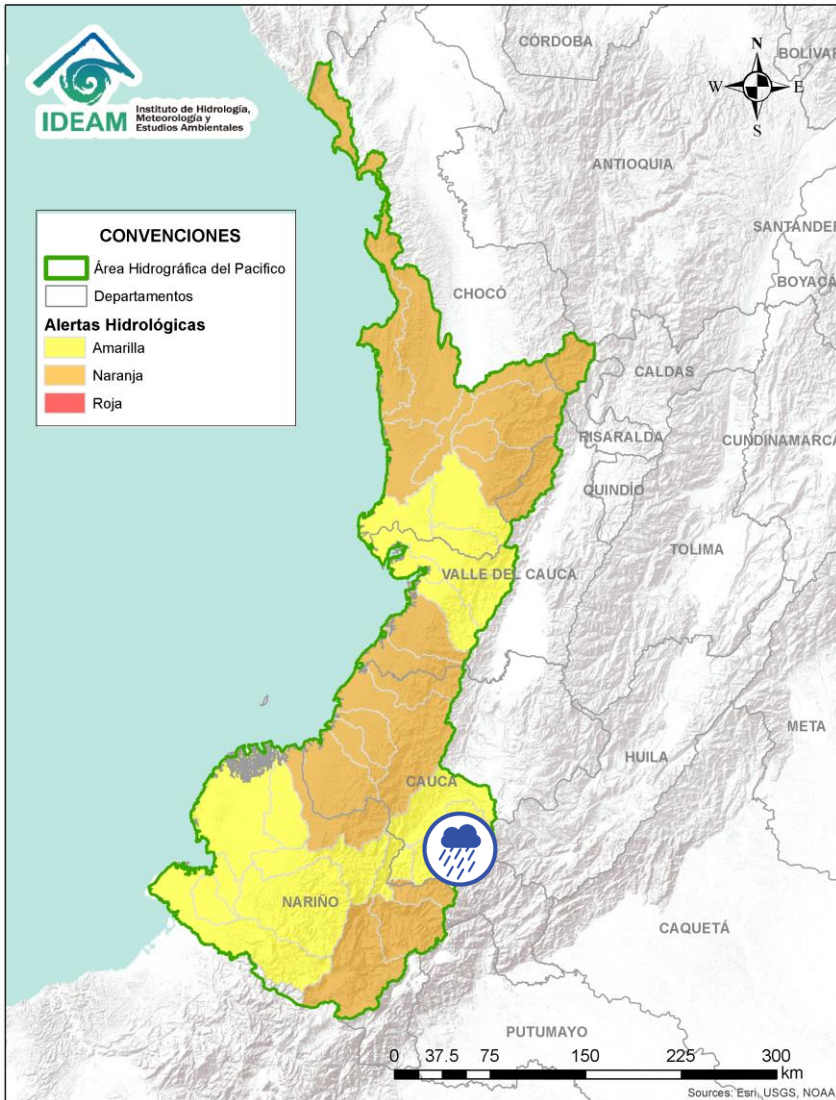 IDEAM
Instituto de Hidrología,
Meteorología y
Estudios Ambientales
CÓRDOBA
BOLÍVAR
N
W
E
S
ANTIOQUIA
CONVENCIONES
Área Hidrográfica del Pacifico
Departamentos
Alertas Hidrológicas
Amarilla
Naranja
Roja
SANTANDER
BOYACÁ
CHOCÓ
CALDAS
RISARALDA
CUNDINAMARCA
QUINDÍO
TOLIMA
VALLE DEL CAUCA
META
HUILA
CAUCA
NARIÑO
CAQUETÁ
PUTUMAYO
0 37.5 75 150 225 300
km
Sources: Esri, USGS, NOAA